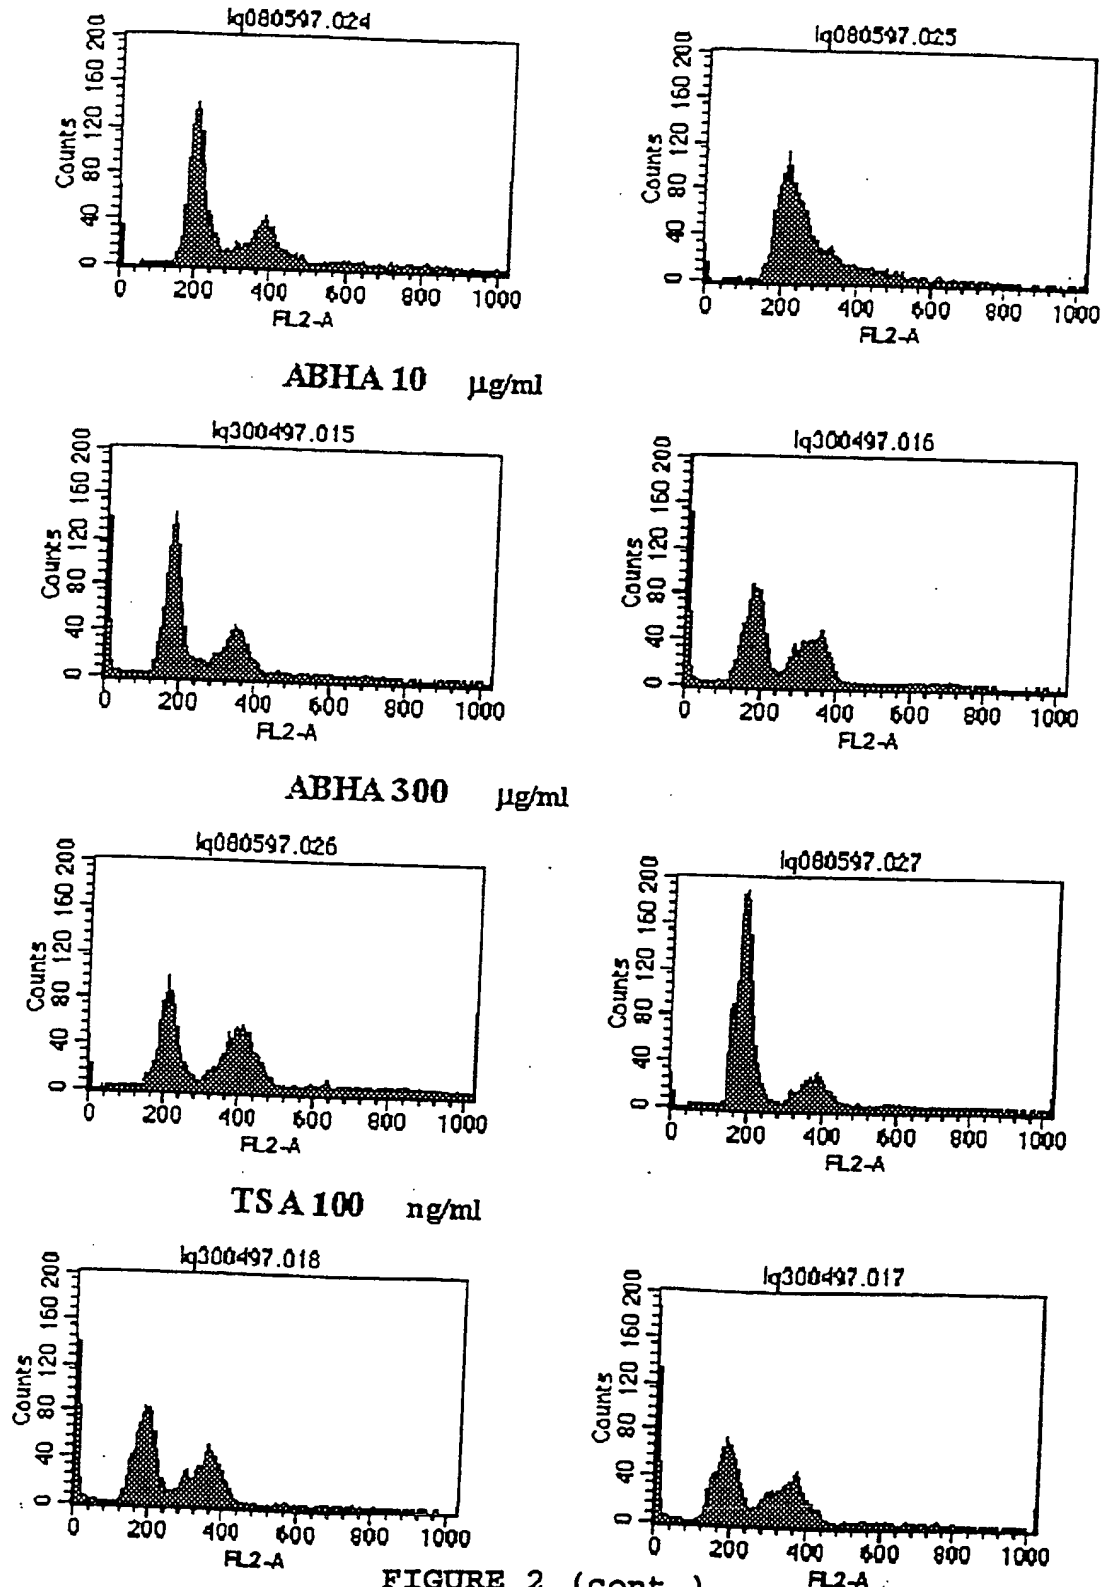 lq080597.024
200
160
120
80
40
0
Counts
0 200 400 600 800 1000
FL2-A
lq080597.025
200
160
120
80
40
0
Counts
0 200 400 600 800 1000
FL2-A
ABHA 10 µg/ml
lq300497.015
200
160
120
80
40
0
Counts
0 200 400 600 800 1000
FL2-A
lq300497.016
200
160
120
80
40
0
Counts
0 200 400 600 800 1000
FL2-A
ABHA 300 µg/ml
lq080597.026
200
160
120
80
40
0
Counts
0 200 400 600 800 1000
FL2-A
lq080597.027
200
160
120
80
40
0
Counts
0 200 400 600 800 1000
FL2-A
TSA 100 ng/ml
lq300497.018
200
160
120
80
40
0
Counts
0 200 400 600 800 1000
FL2-A
lq300497.017
200
160
120
80
40
0
Counts
0 200 400 600 800 1000
FL2-A
FIGURE 2 (cont.)